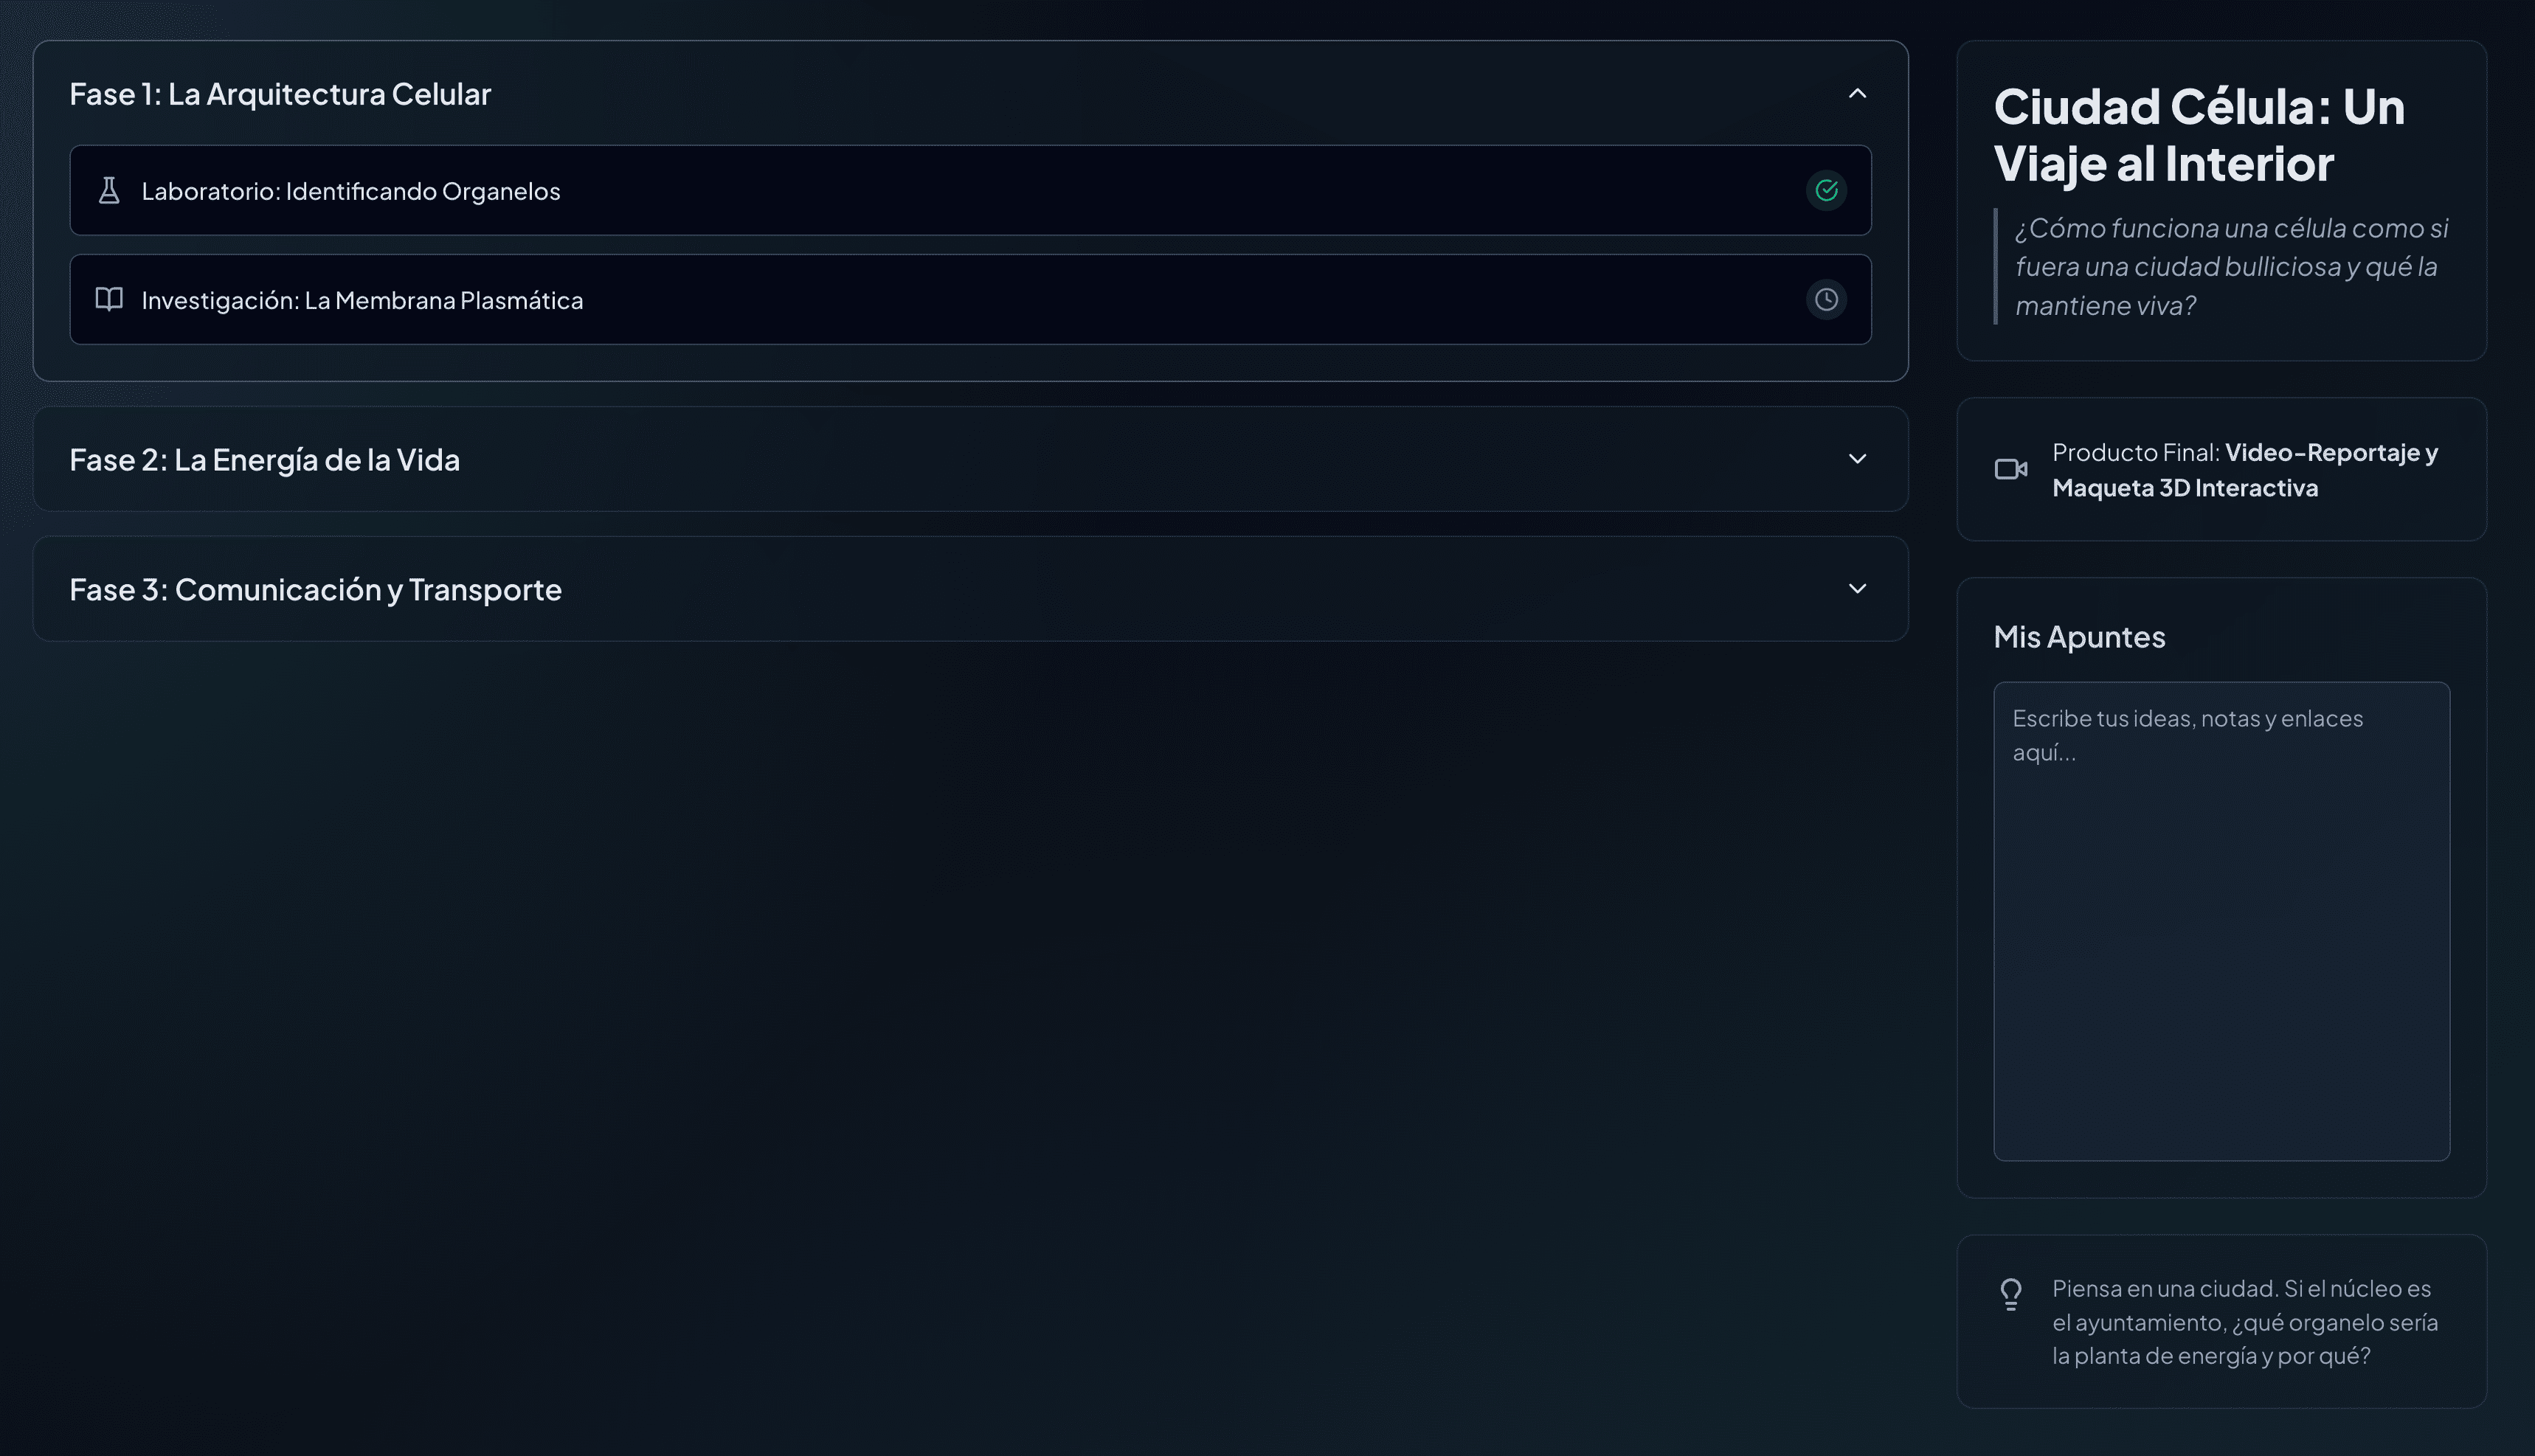 Fase 1: La Arquitectura Celular
Laboratorio: Identificando Organelos
Investigación: La Membrana Plasmática
Fase 2: La Energía de la Vida
Fase 3: Comunicación y Transporte
Ciudad Célula: Un
Viaje al Interior
¿Cómo funciona una célula como si
fuera una ciudad bulliciosa y qué la
mantiene viva?
Producto Final: Video-Reportaje y
Maqueta 3D Interactiva
Mis Apuntes
Escribe tus ideas, notas y enlaces
aquí...
Piensa en una ciudad. Si el núcleo es
el ayuntamiento, ¿qué organelo sería
la planta de energía y por qué?